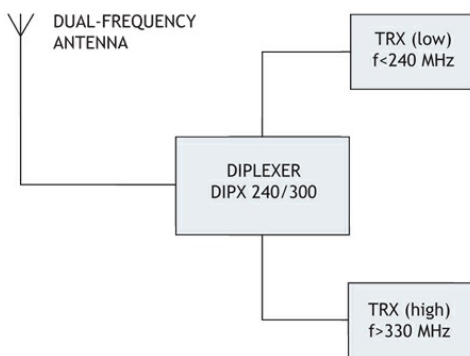 DUAL-FREQUENCY
ANTENNA
TRX (low)
f<240 MHz
DIPLEXER
DIPX 240/300
TRX (high)
f>330 MHz